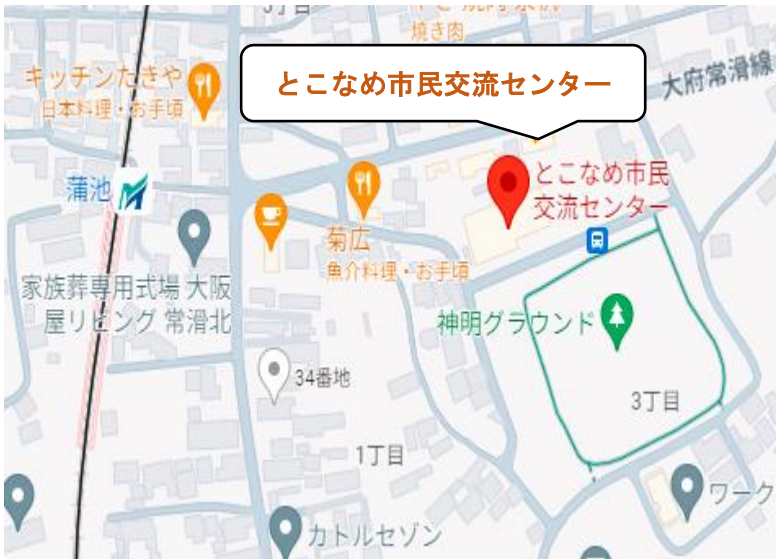 3丁目
焼き肉
とこなめ市民交流センター
キッチンたきや
日本料理・お手頃
大府常滑線
蒲池
とこなめ市民
交流センター
菊広
魚介料理・お手頃
家族葬専用式場 大阪
屋リビング 常滑北
神明グラウンド
34番地
3丁目
1丁目
ワーク
カトルセゾン